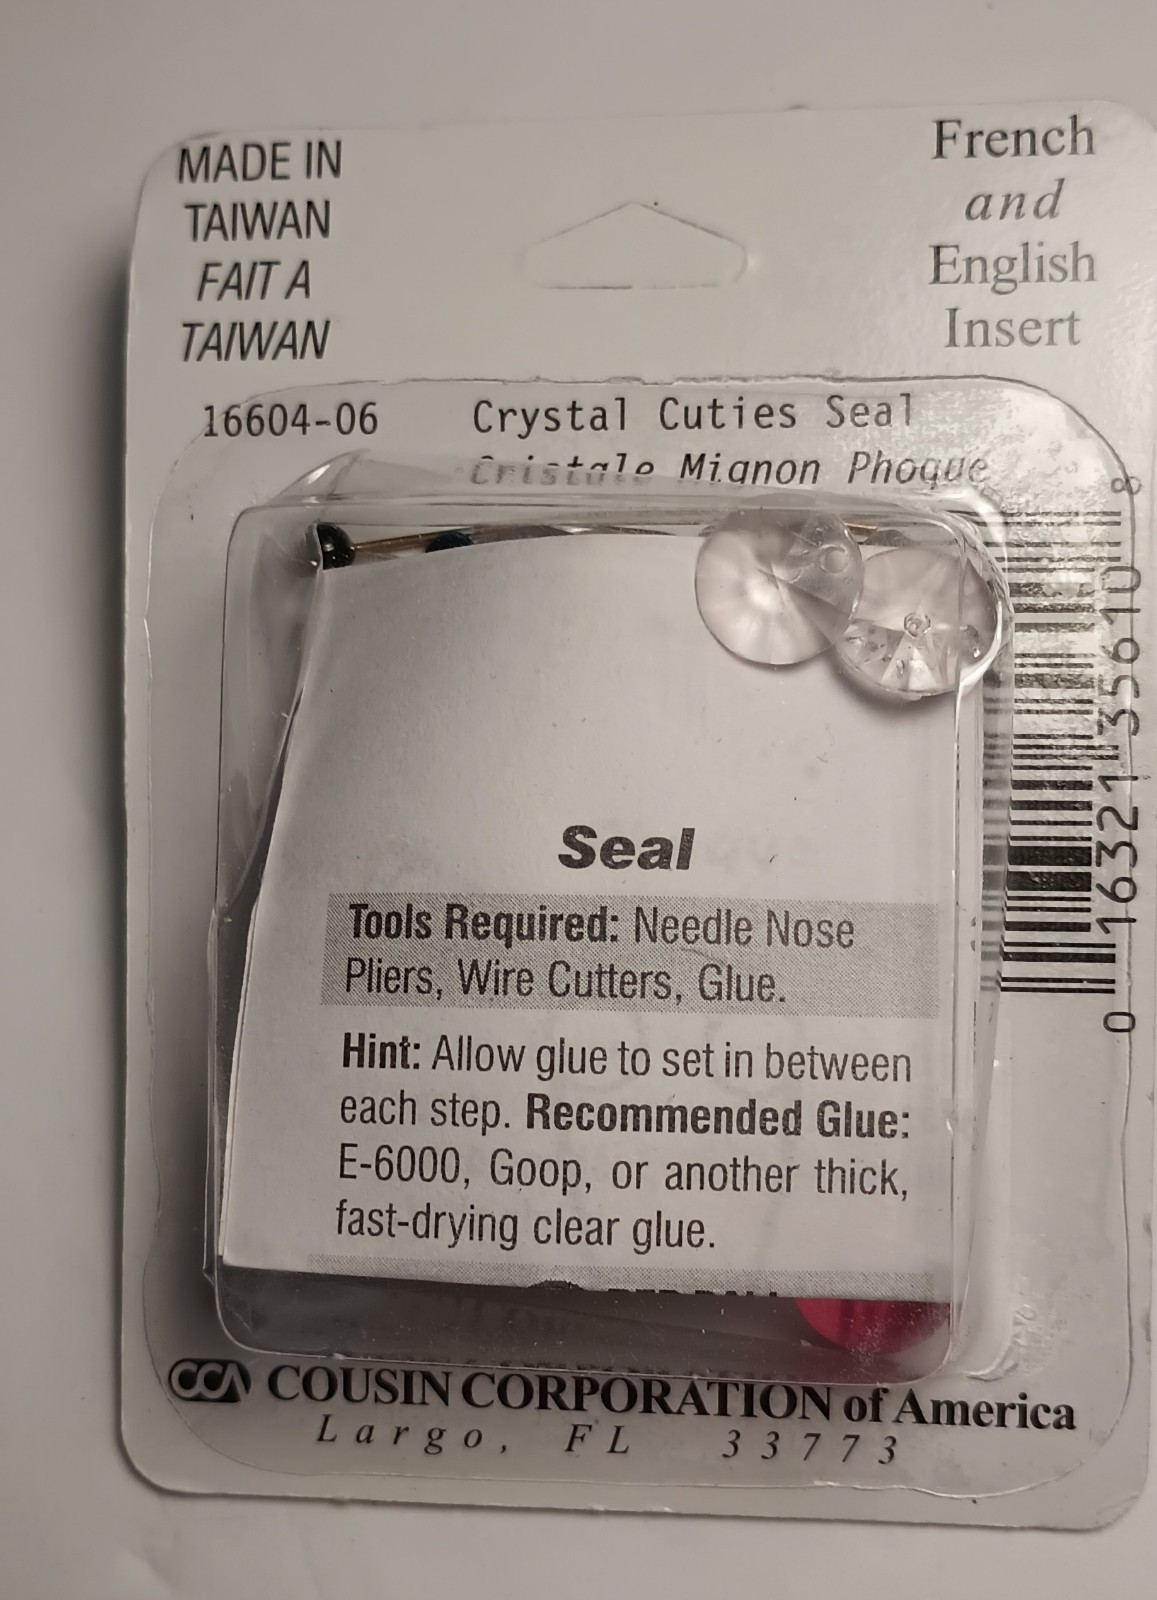 MADE IN
TAIWAN
FAIT A
TAIWAN
French
and
English
Insert
16604-06
Crystal Cuties Seal
Cristale Mignon Phoque
0 16321 35610 8
Seal
Tools Required: Needle Nose
Pliers, Wire Cutters, Glue.
Hint: Allow glue to set in between
each step. Recommended Glue:
E-6000, Goop, or another thick,
fast-drying clear glue.
CCA COUSIN CORPORATION of America
Largo, FL 33773